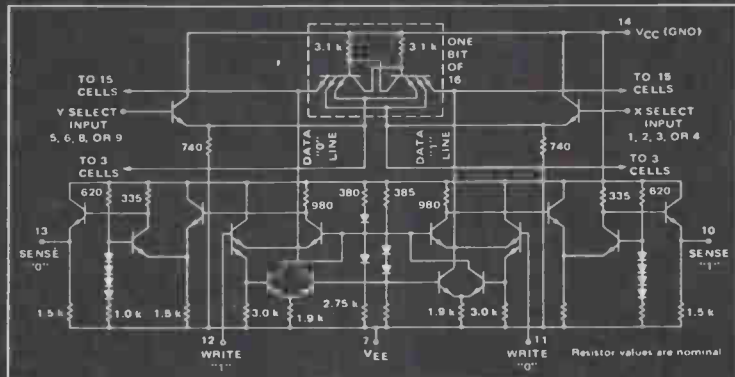 14
VCC (GND)
3.1 k
3.1 k
ONE
BIT
OF
16
TO 15
CELLS
TO 15
CELLS
Y SELECT
INPUT
5, 6, 8, OR 9
X SELECT
INPUT
1, 2, 3, OR 4
740
DATA
"0"
LINE
DATA
"1"
LINE
740
TO 3
CELLS
TO 3
CELLS
620
335
980
380
385
980
335
620
13
SENSE
"0"
10
SENSE
"1"
1.5 k
1.0 k
1.5 k
3.0 k
1.9 k
2.75 k
1.9 k
3.0 k
1.5 k
12
WRITE
"1"
7
VEE
11
WRITE
"0"
Resistor values are nominal